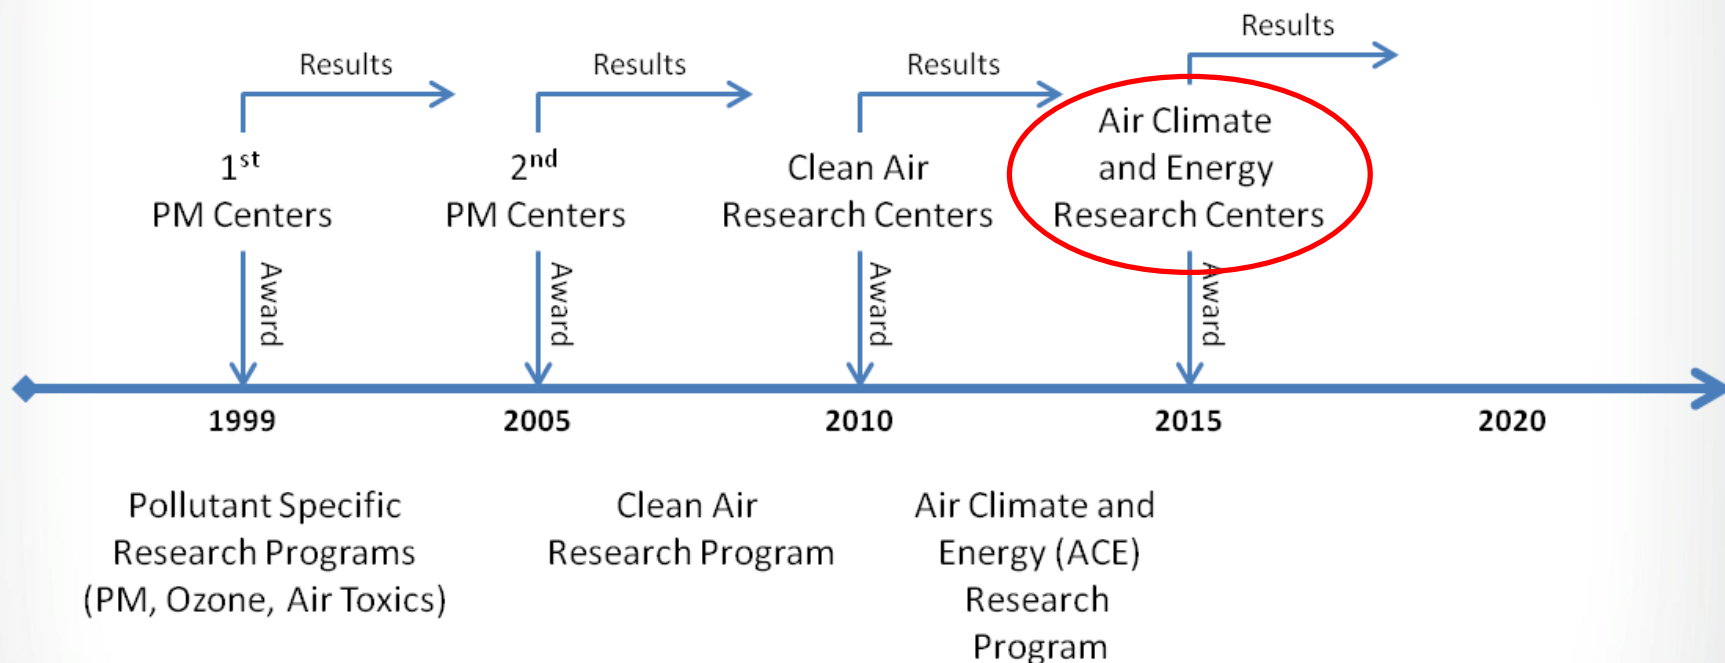 Results
Results
Results
Results
1st
PM Centers
2nd
PM Centers
Clean Air
Research Centers
Air Climate
and Energy
Research Centers
Award
Award
Award
Award
1999
2005
2010
2015
2020
Pollutant Specific
Research Programs
(PM, Ozone, Air Toxics)
Clean Air
Research Program
Air Climate and
Energy (ACE)
Research
Program